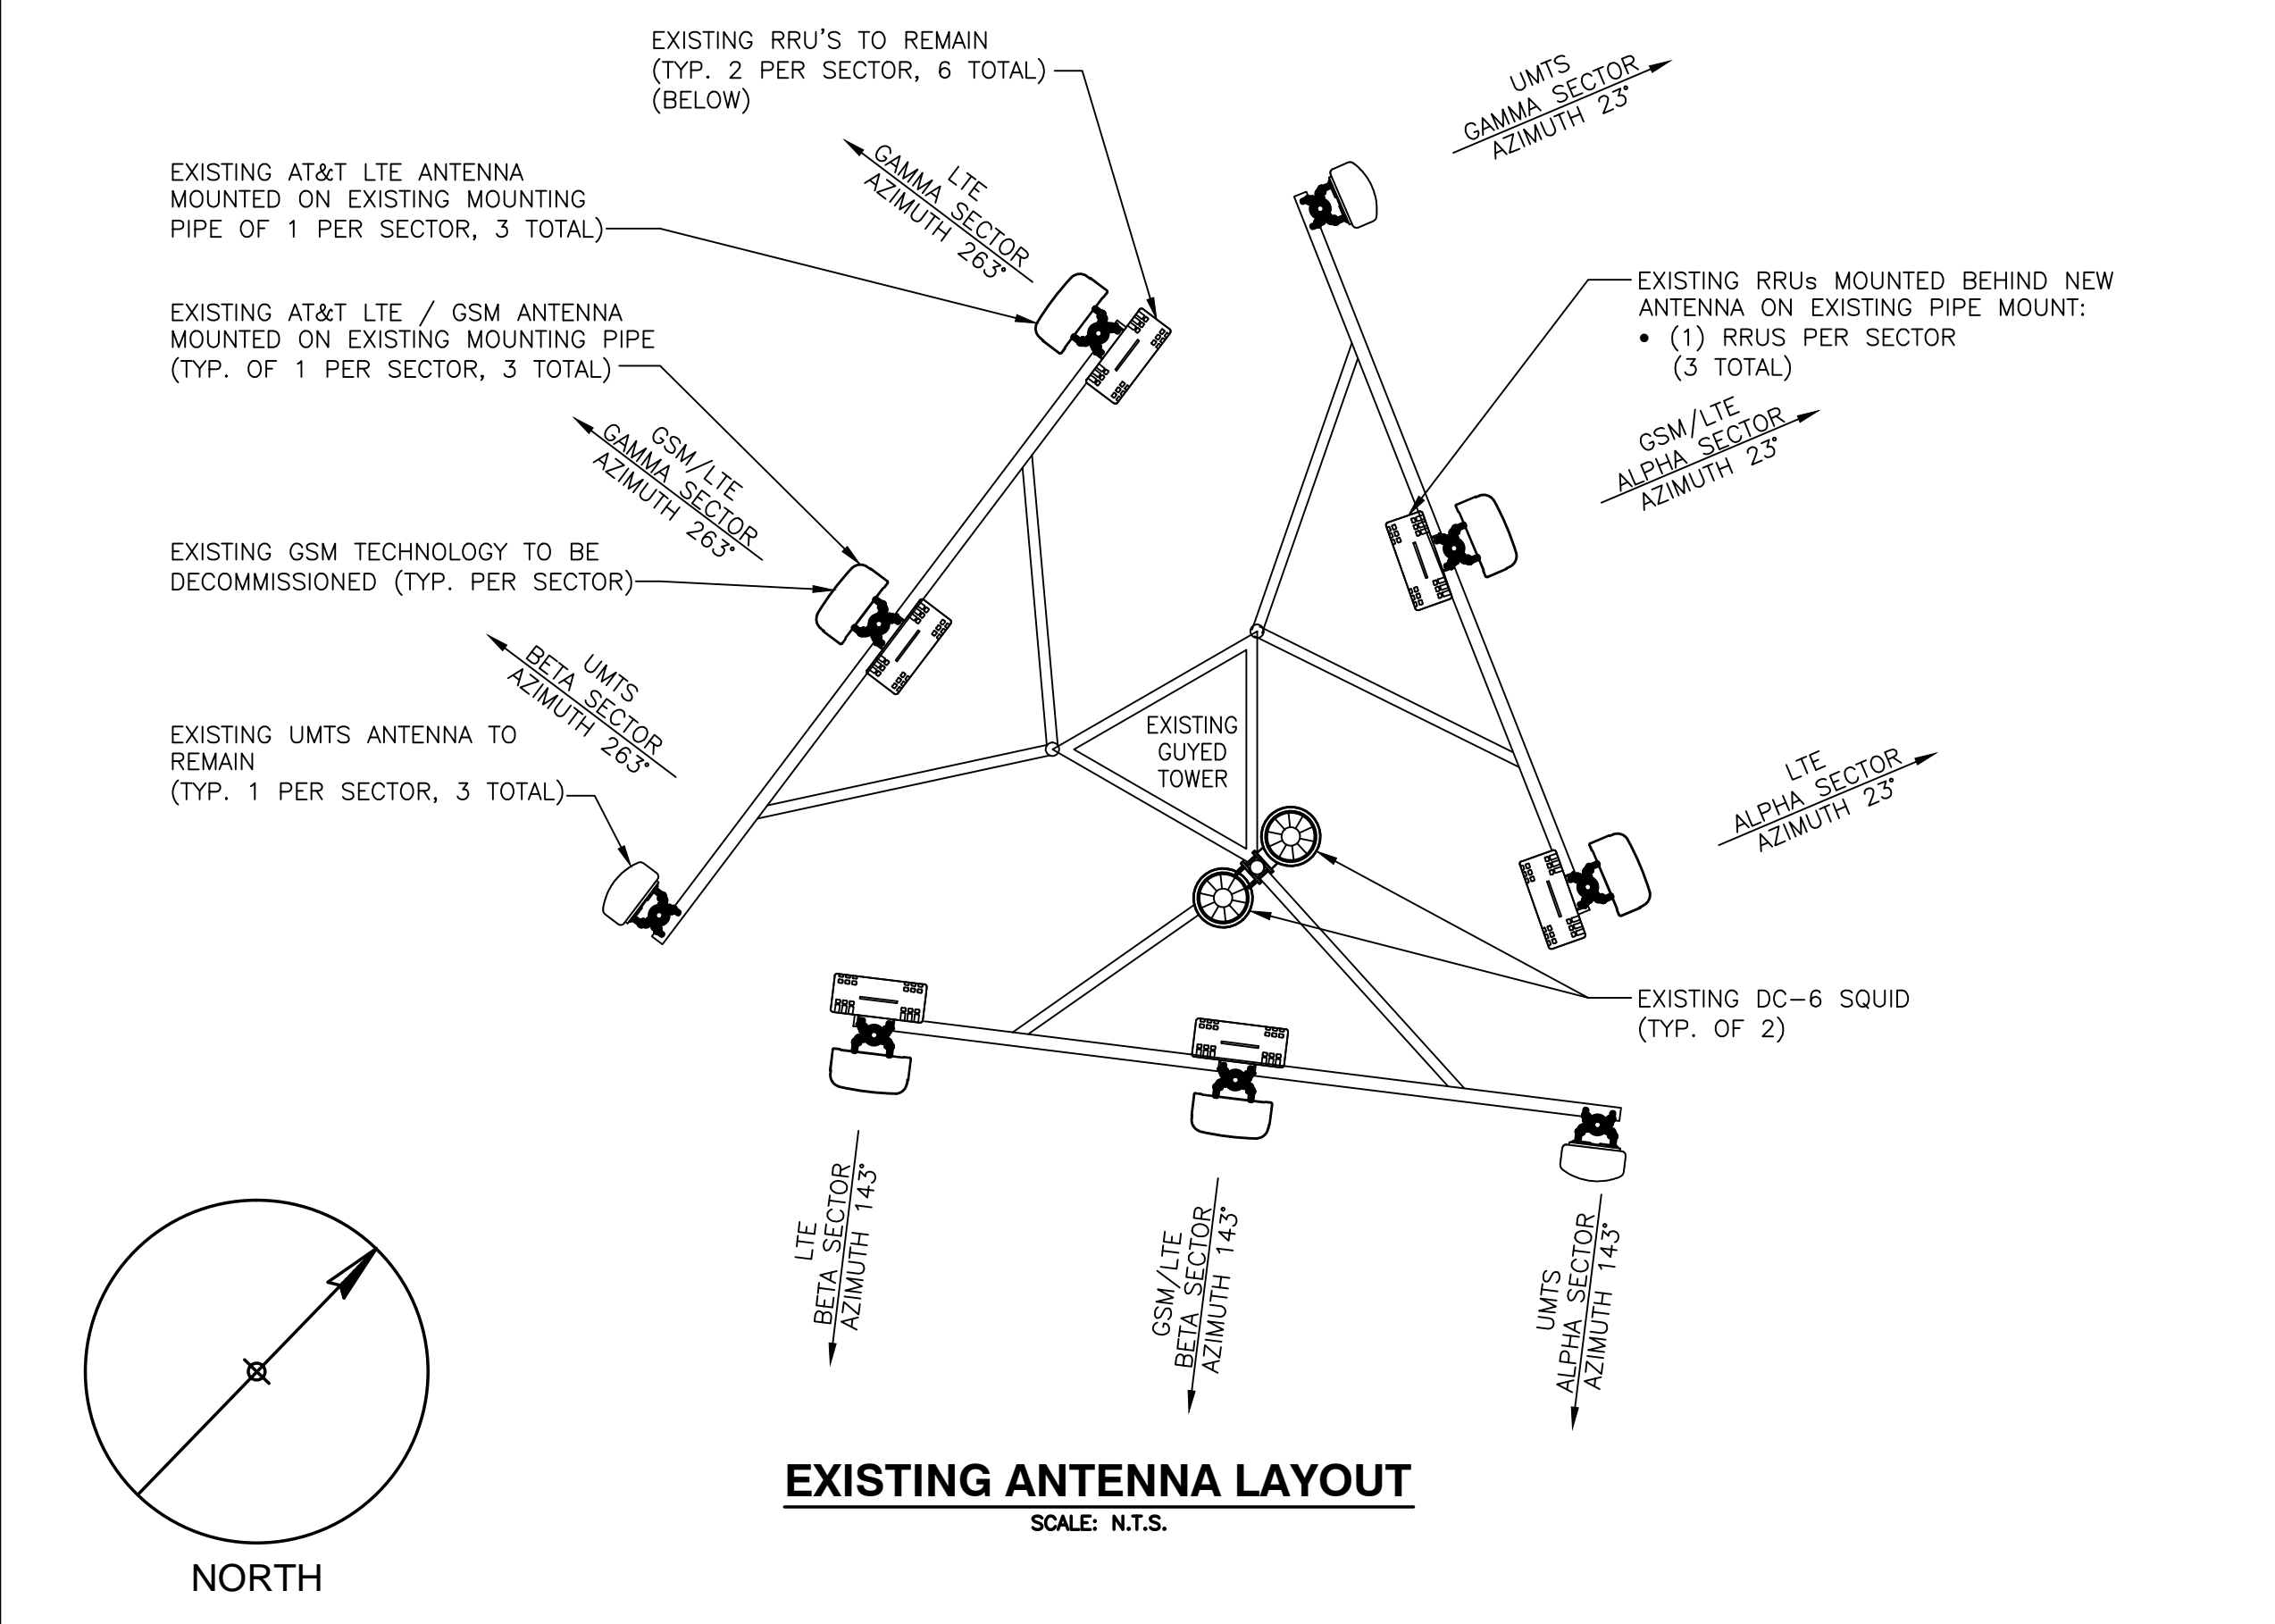 EXISTING RRU'S TO REMAIN
(TYP. 2 PER SECTOR, 6 TOTAL)
(BELOW)
UMTS
GAMMA SECTOR
AZIMUTH 23°
EXISTING AT&T LTE ANTENNA
MOUNTED ON EXISTING MOUNTING
PIPE OF 1 PER SECTOR, 3 TOTAL)
LTE
GAMMA SECTOR
AZIMUTH 263°
EXISTING RRUs MOUNTED BEHIND NEW
ANTENNA ON EXISTING PIPE MOUNT:
• (1) RRUS PER SECTOR
(3 TOTAL)
EXISTING AT&T LTE / GSM ANTENNA
MOUNTED ON EXISTING MOUNTING PIPE
(TYP. OF 1 PER SECTOR, 3 TOTAL)
GSM/LTE
GAMMA SECTOR
AZIMUTH 263°
GSM/LTE
ALPHA SECTOR
AZIMUTH 23°
EXISTING GSM TECHNOLOGY TO BE
DECOMMISSIONED (TYP. PER SECTOR)
UMTS
BETA SECTOR
AZIMUTH 263°
EXISTING UMTS ANTENNA TO
REMAIN
(TYP. 1 PER SECTOR, 3 TOTAL)
EXISTING
GUYED
TOWER
LTE
ALPHA SECTOR
AZIMUTH 23°
EXISTING DC-6 SQUID
(TYP. OF 2)
LTE
BETA SECTOR
AZIMUTH 143°
GSM/LTE
BETA SECTOR
AZIMUTH 143°
UMTS
ALPHA SECTOR
AZIMUTH 143°
EXISTING ANTENNA LAYOUT
SCALE: N.T.S.
NORTH